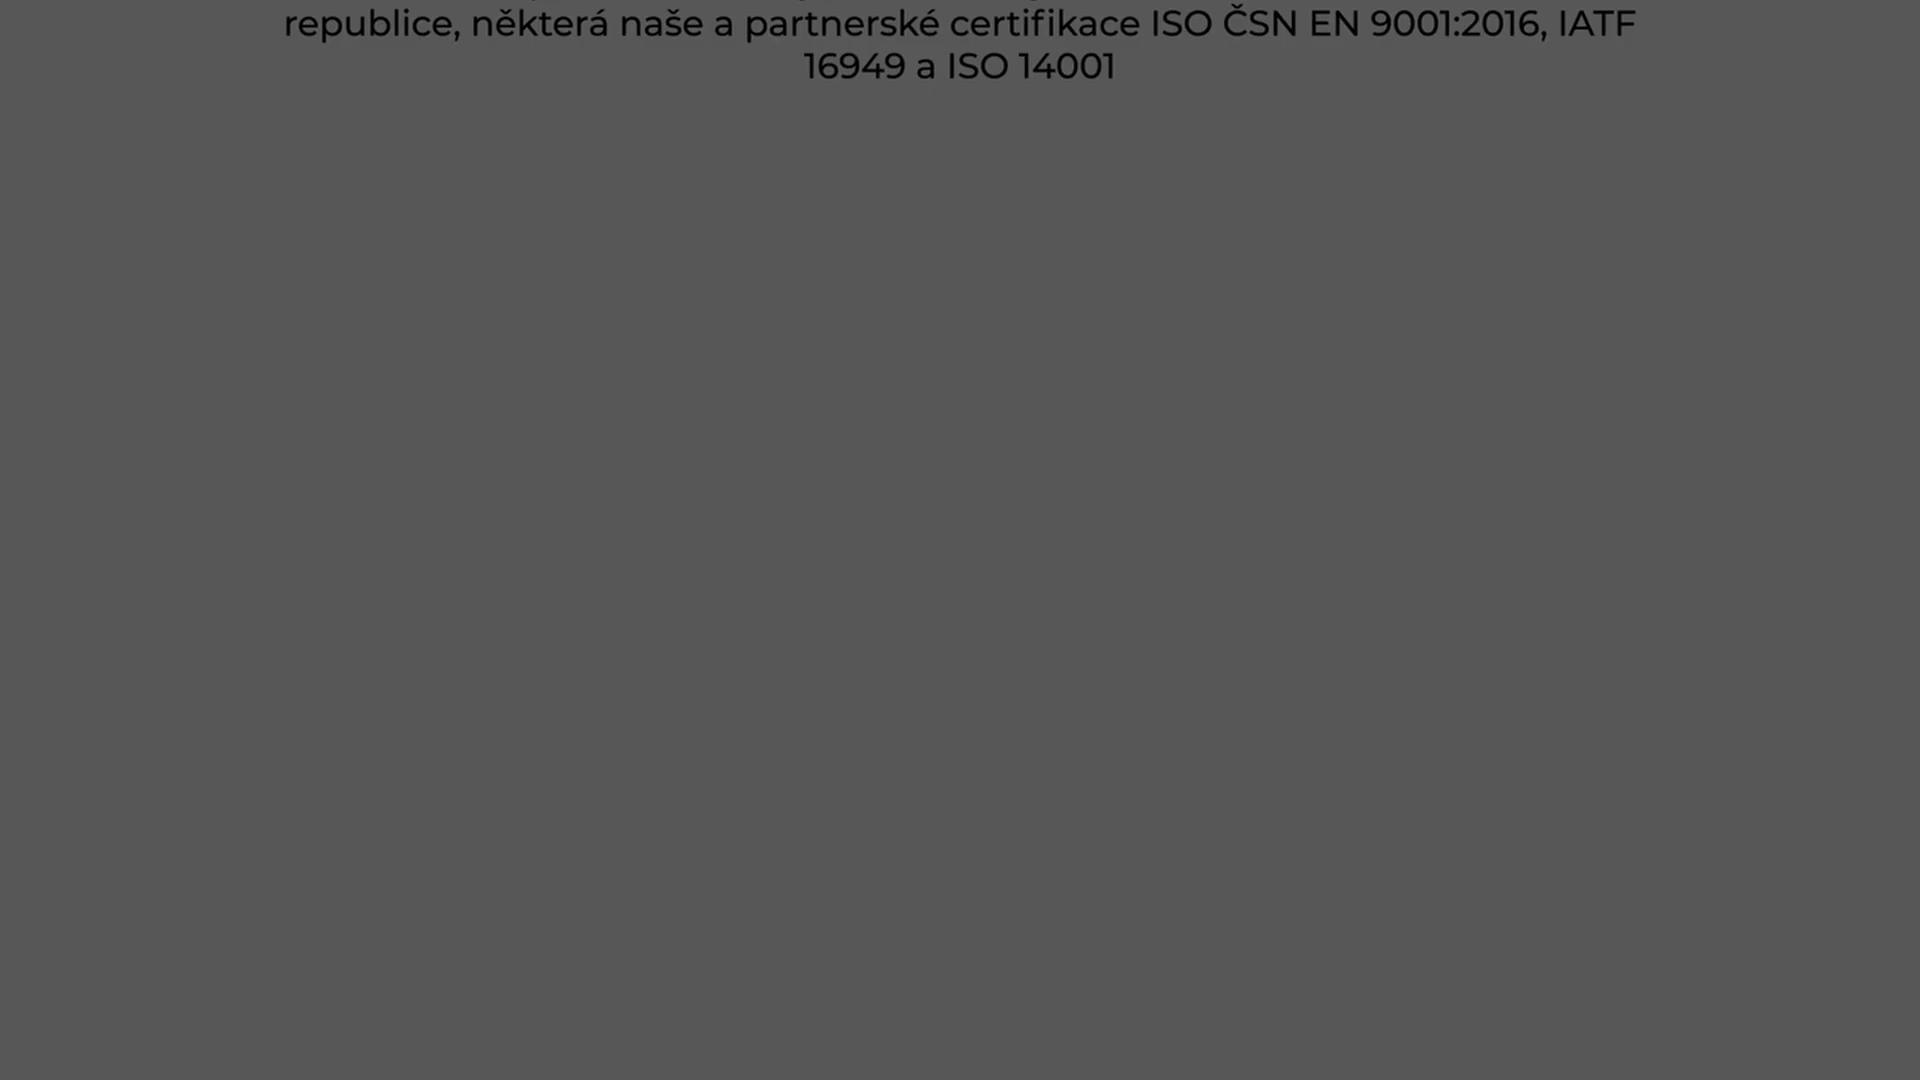 republice, některá naše a partnerské certifikace ISO ČSN EN 9001:2016, IATF
16949 a ISO 14001